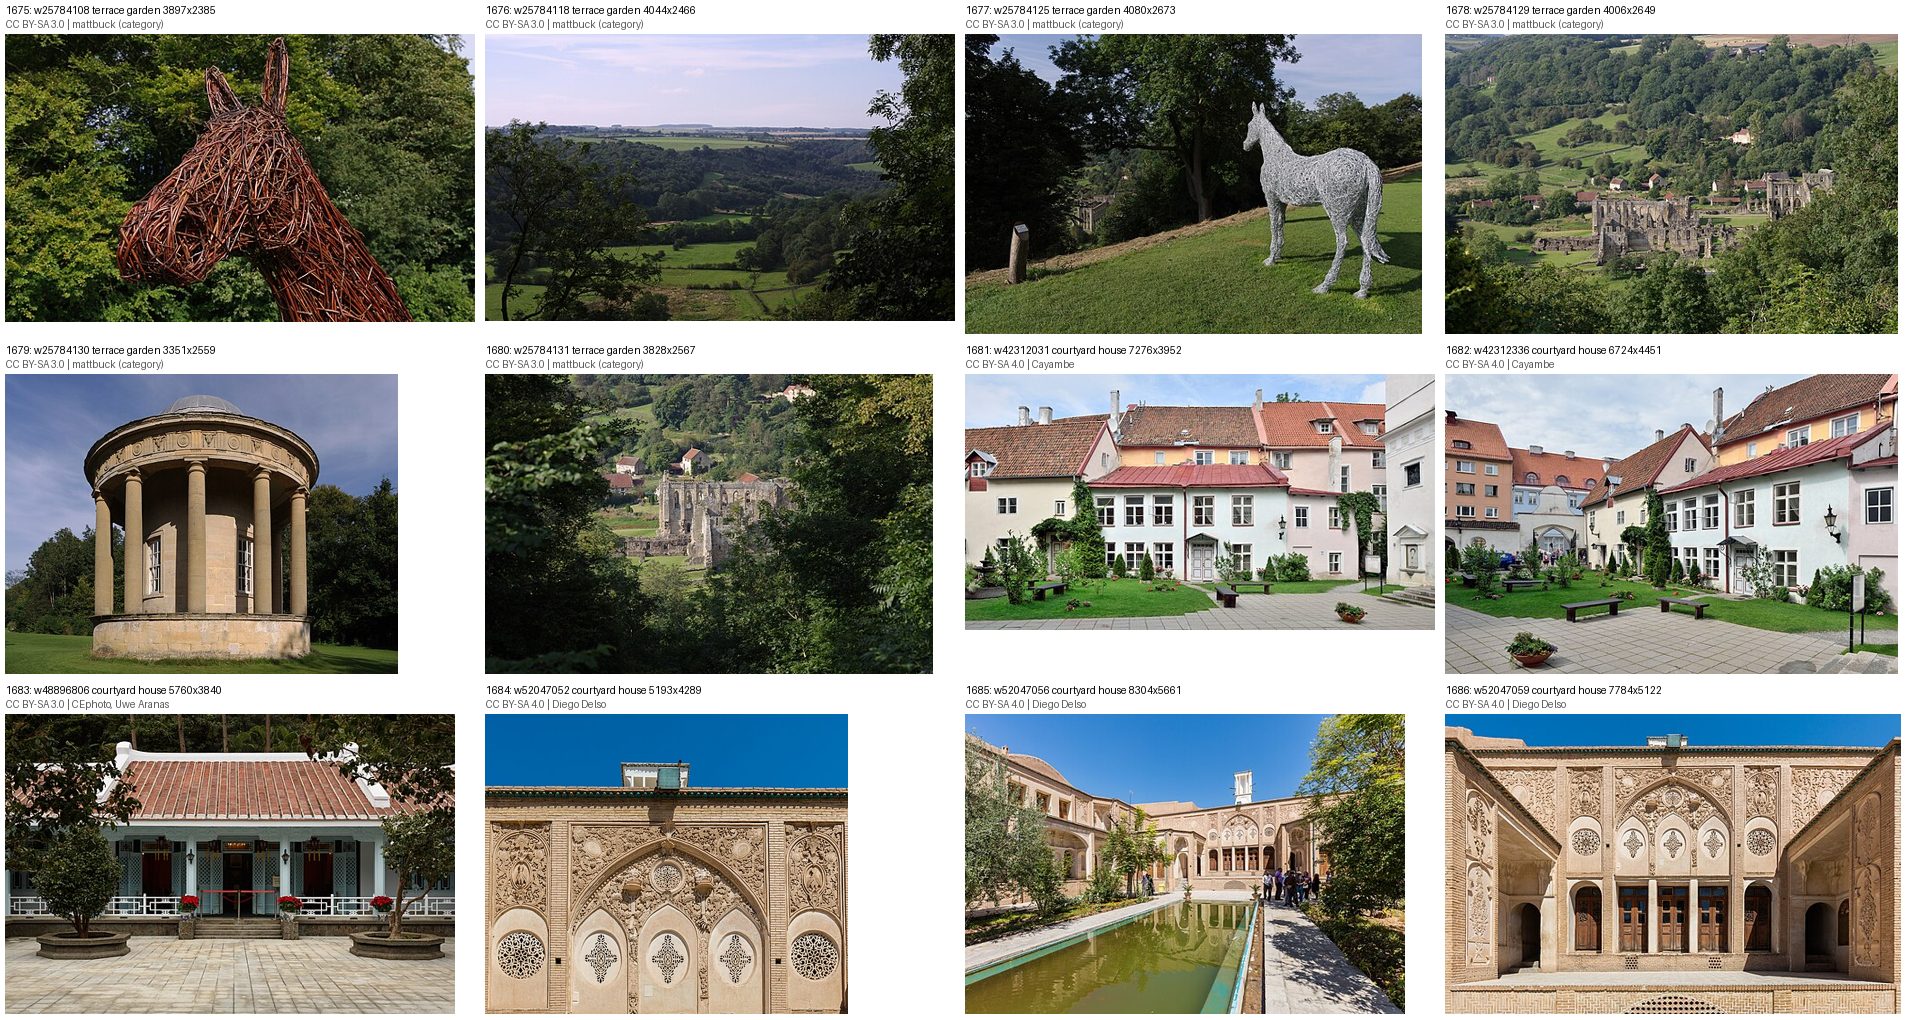 1675: w25784108 terrace garden 3897x2385
CC BY-SA 3.0 | mattbuck (category)
1676: w25784118 terrace garden 4044x2466
CC BY-SA 3.0 | mattbuck (category)
1677: w25784125 terrace garden 4080x2673
CC BY-SA 3.0 | mattbuck (category)
1678: w25784129 terrace garden 4006x2649
CC BY-SA 3.0 | mattbuck (category)
1679: w25784130 terrace garden 3351x2559
CC BY-SA 3.0 | mattbuck (category)
1680: w25784131 terrace garden 3828x2567
CC BY-SA 3.0 | mattbuck (category)
1681: w42312031 courtyard house 7276x3952
CC BY-SA 4.0 | Cayambe
1682: w42312336 courtyard house 6724x4451
CC BY-SA 4.0 | Cayambe
1683: w48896806 courtyard house 5760x3840
CC BY-SA 3.0 | CEphoto, Uwe Aranas
1684: w52047052 courtyard house 5193x4289
CC BY-SA 4.0 | Diego Delso
1685: w52047056 courtyard house 8304x5661
CC BY-SA 4.0 | Diego Delso
1686: w52047059 courtyard house 7784x5122
CC BY-SA 4.0 | Diego Delso